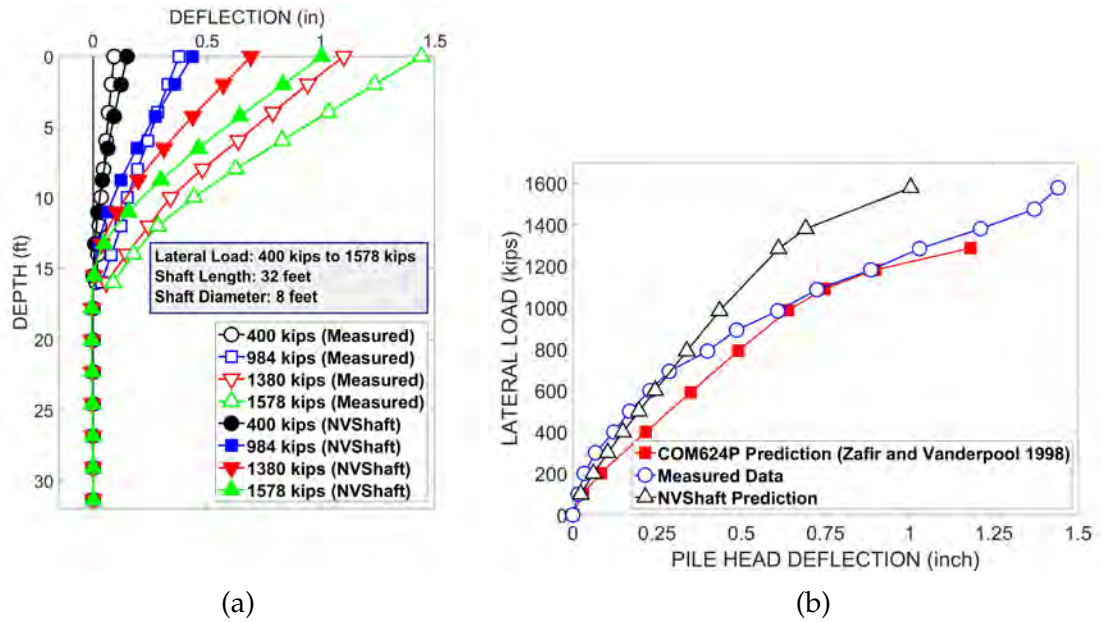 DEFLECTION (in)
0 0.5 1 1.5
0
5
10
15
20
25
30
DEPTH (ft)
Lateral Load: 400 kips to 1578 kips
Shaft Length: 32 feet
Shaft Diameter: 8 feet
400 kips (Measured)
984 kips (Measured)
1380 kips (Measured)
1578 kips (Measured)
400 kips (NVShaft)
984 kips (NVShaft)
1380 kips (NVShaft)
1578 kips (NVShaft)
(a)
1600
1400
1200
1000
800
600
400
200
0
LATERAL LOAD (kips)
COM624P Prediction (Zafir and Vanderpool 1998)
Measured Data
NVShaft Prediction
0 0.25 0.5 0.75 1 1.25 1.5
PILE HEAD DEFLECTION (inch)
(b)